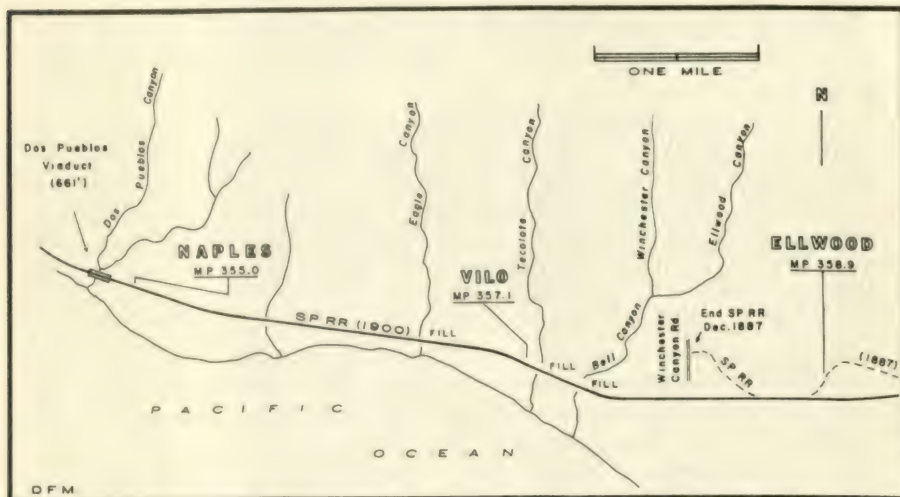 ONE MILE
N
Dos Pueblos
Viaduct
(661')
Dos Pueblos Canyon
Eagle Canyon
Tecolote Canyon
Winchester Canyon
Ellwood Canyon
NAPLES
MP 355.0
VILO
MP 357.1
ELLWOOD
MP 358.9
SP RR (1900)
FILL
FILL
FILL
Bell Canyon
Winchester
Canyon Rd
End SP RR
Dec. 1887
SP RR
(1887)
PACIFIC
OCEAN
DFM